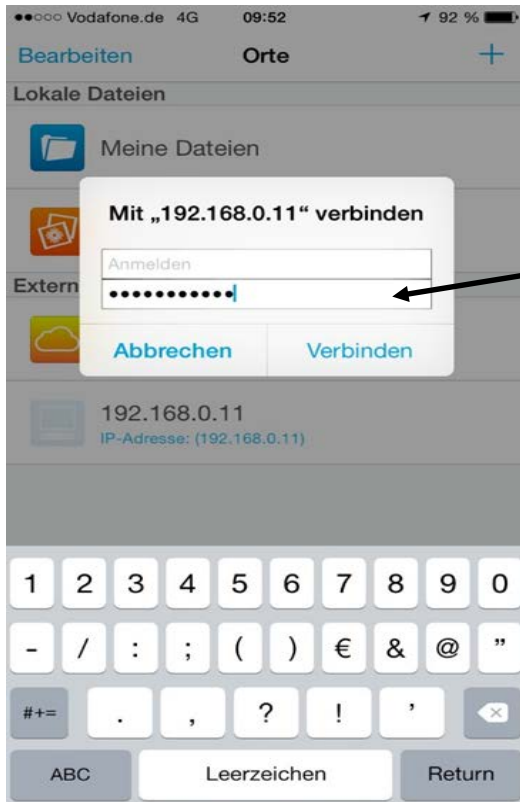 ●●○○○ Vodafone.de 4G 09:52 92 %
Bearbeiten Orte +
Lokale Dateien
Meine Dateien
Mit „192.168.0.11“ verbinden
Anmelden
Extern
●●●●●●●●●●●
Abbrechen Verbinden
192.168.0.11
IP-Adresse: (192.168.0.11)
1 2 3 4 5 6 7 8 9 0
- / : ; ( ) € & @ "
#+= . , ? ! '
ABC Leerzeichen Return